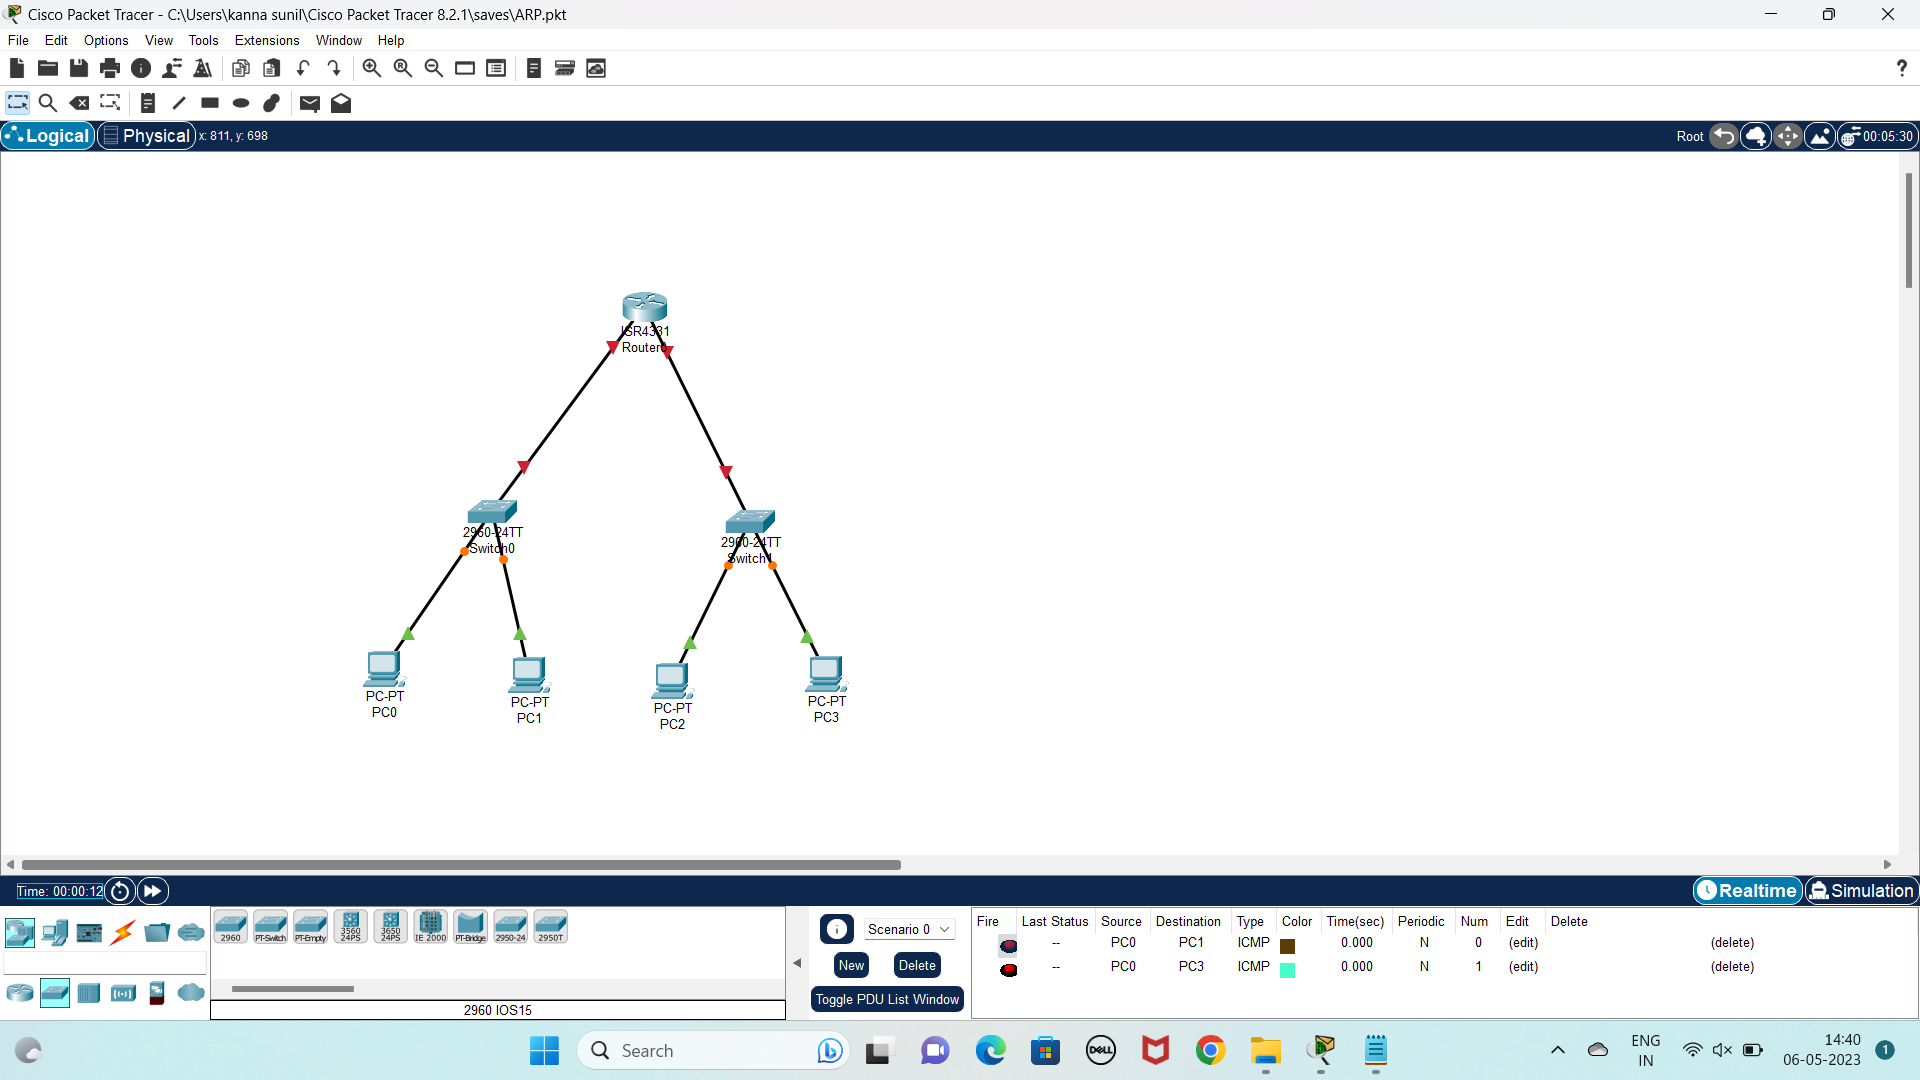 Cisco Packet Tracer - C:\Users\kanna sunil\Cisco Packet Tracer 8.2.1\saves\ARP.pkt
File Edit Options View Tools Extensions Window Help
?
Logical Physical x: 811, y: 698 Root 00:05:30
ISR4331
Router0
2960-24TT
Switch0
2960-24TT
Switch1
PC-PT
PC0
PC-PT
PC1
PC-PT
PC2
PC-PT
PC3
Time: 00:00:12 Realtime Simulation
2960 PT-Switch PT-Empty 3560 24PS 3650 24PS IE 2000 PT-Bridge 2950-24 2950T
2960 IOS15
Scenario 0
New Delete
Toggle PDU List Window
Fire Last Status Source Destination Type Color Time(sec) Periodic Num Edit Delete
-- PC0 PC1 ICMP 0.000 N 0 (edit) (delete)
-- PC0 PC3 ICMP 0.000 N 1 (edit) (delete)
Search
DELL
ENG
IN
14:40
06-05-2023
1